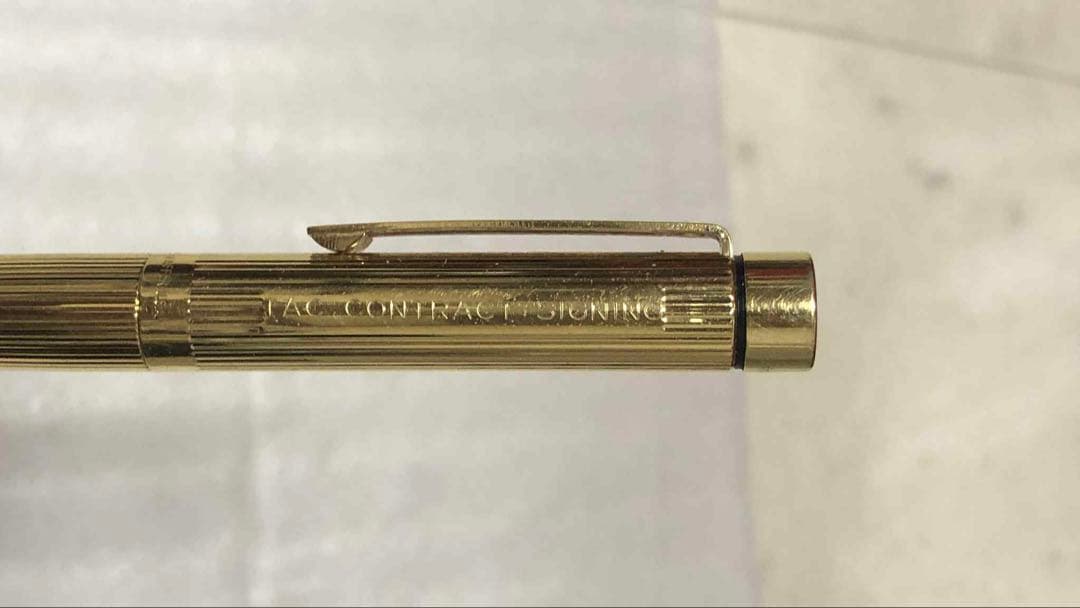 TAC CONTRACT SIGNING